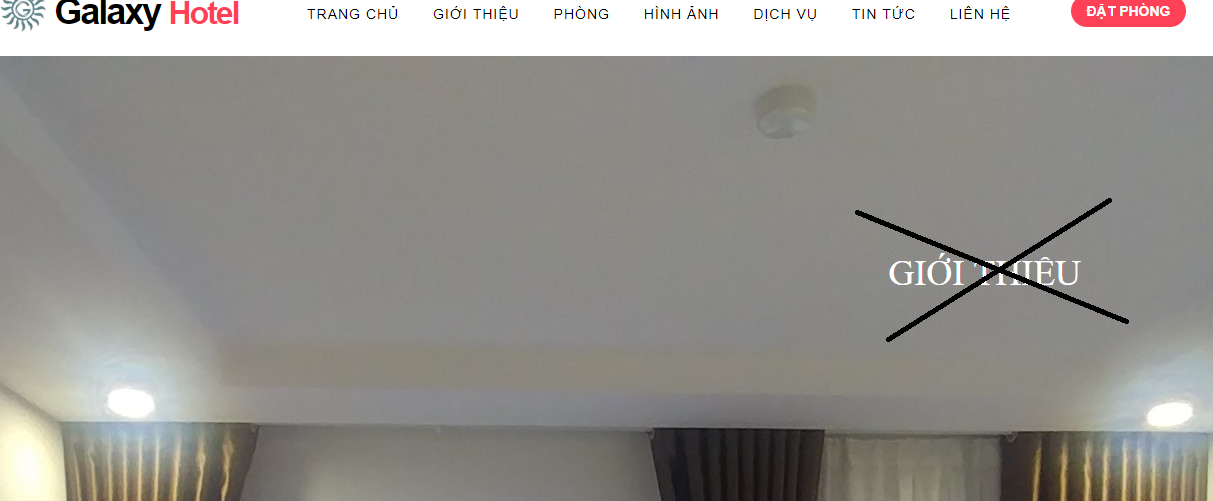 Galaxy Hotel
TRANG CHỦ GIỚI THIỆU PHÒNG HÌNH ẢNH DỊCH VỤ TIN TỨC LIÊN HỆ ĐẶT PHÒNG
GIỚI THIỆU